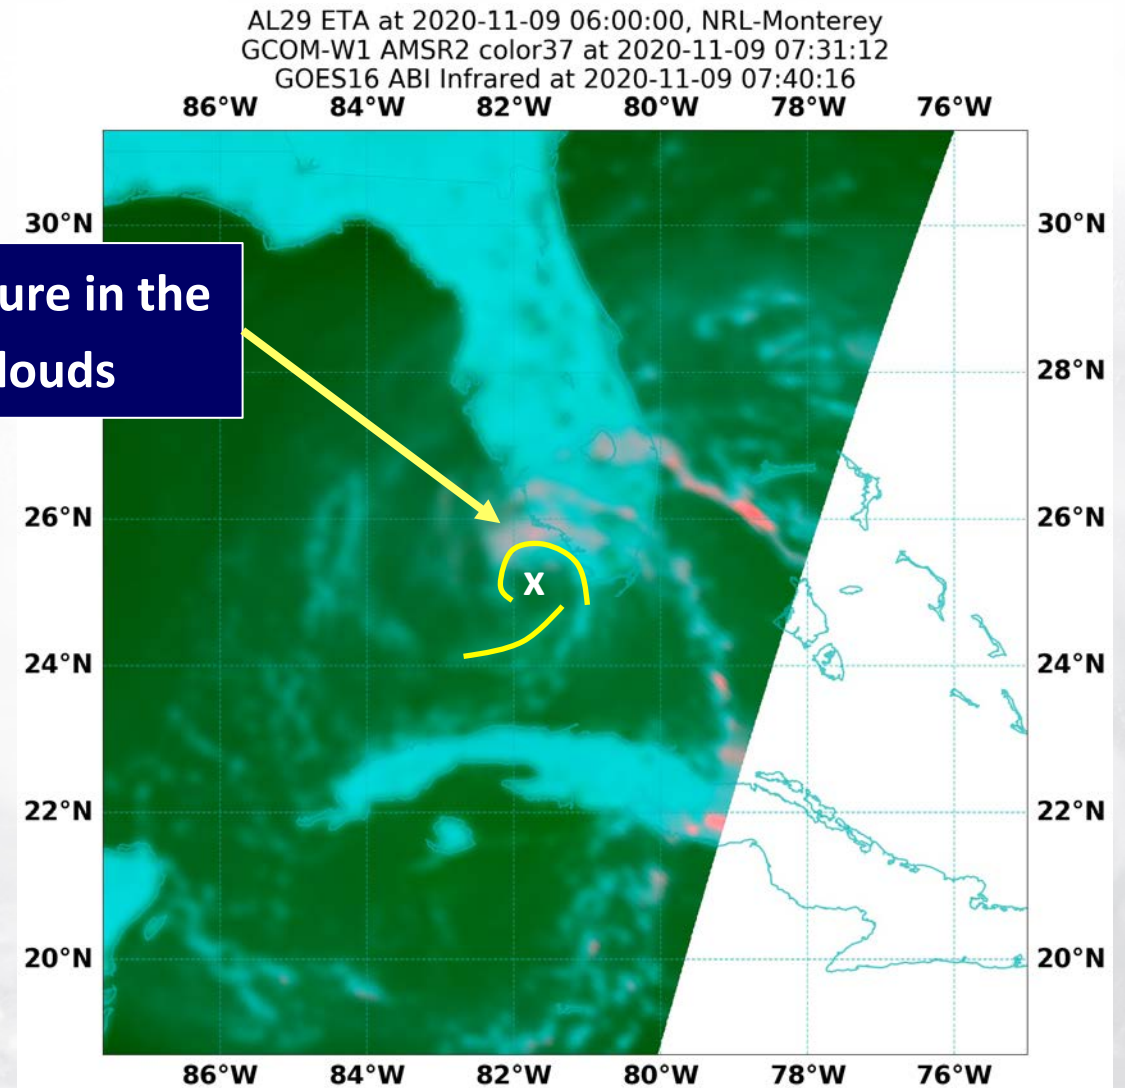 AL29 ETA at 2020-11-09 06:00:00, NRL-Monterey
GCOM-W1 AMSR2 color37 at 2020-11-09 07:31:12
GOES16 ABI Infrared at 2020-11-09 07:40:16
86°W 84°W 82°W 80°W 78°W 76°W
30°N 30°N
ure in the
louds
28°N
26°N 26°N
x
24°N 24°N
22°N 22°N
20°N 20°N
86°W 84°W 82°W 80°W 78°W 76°W